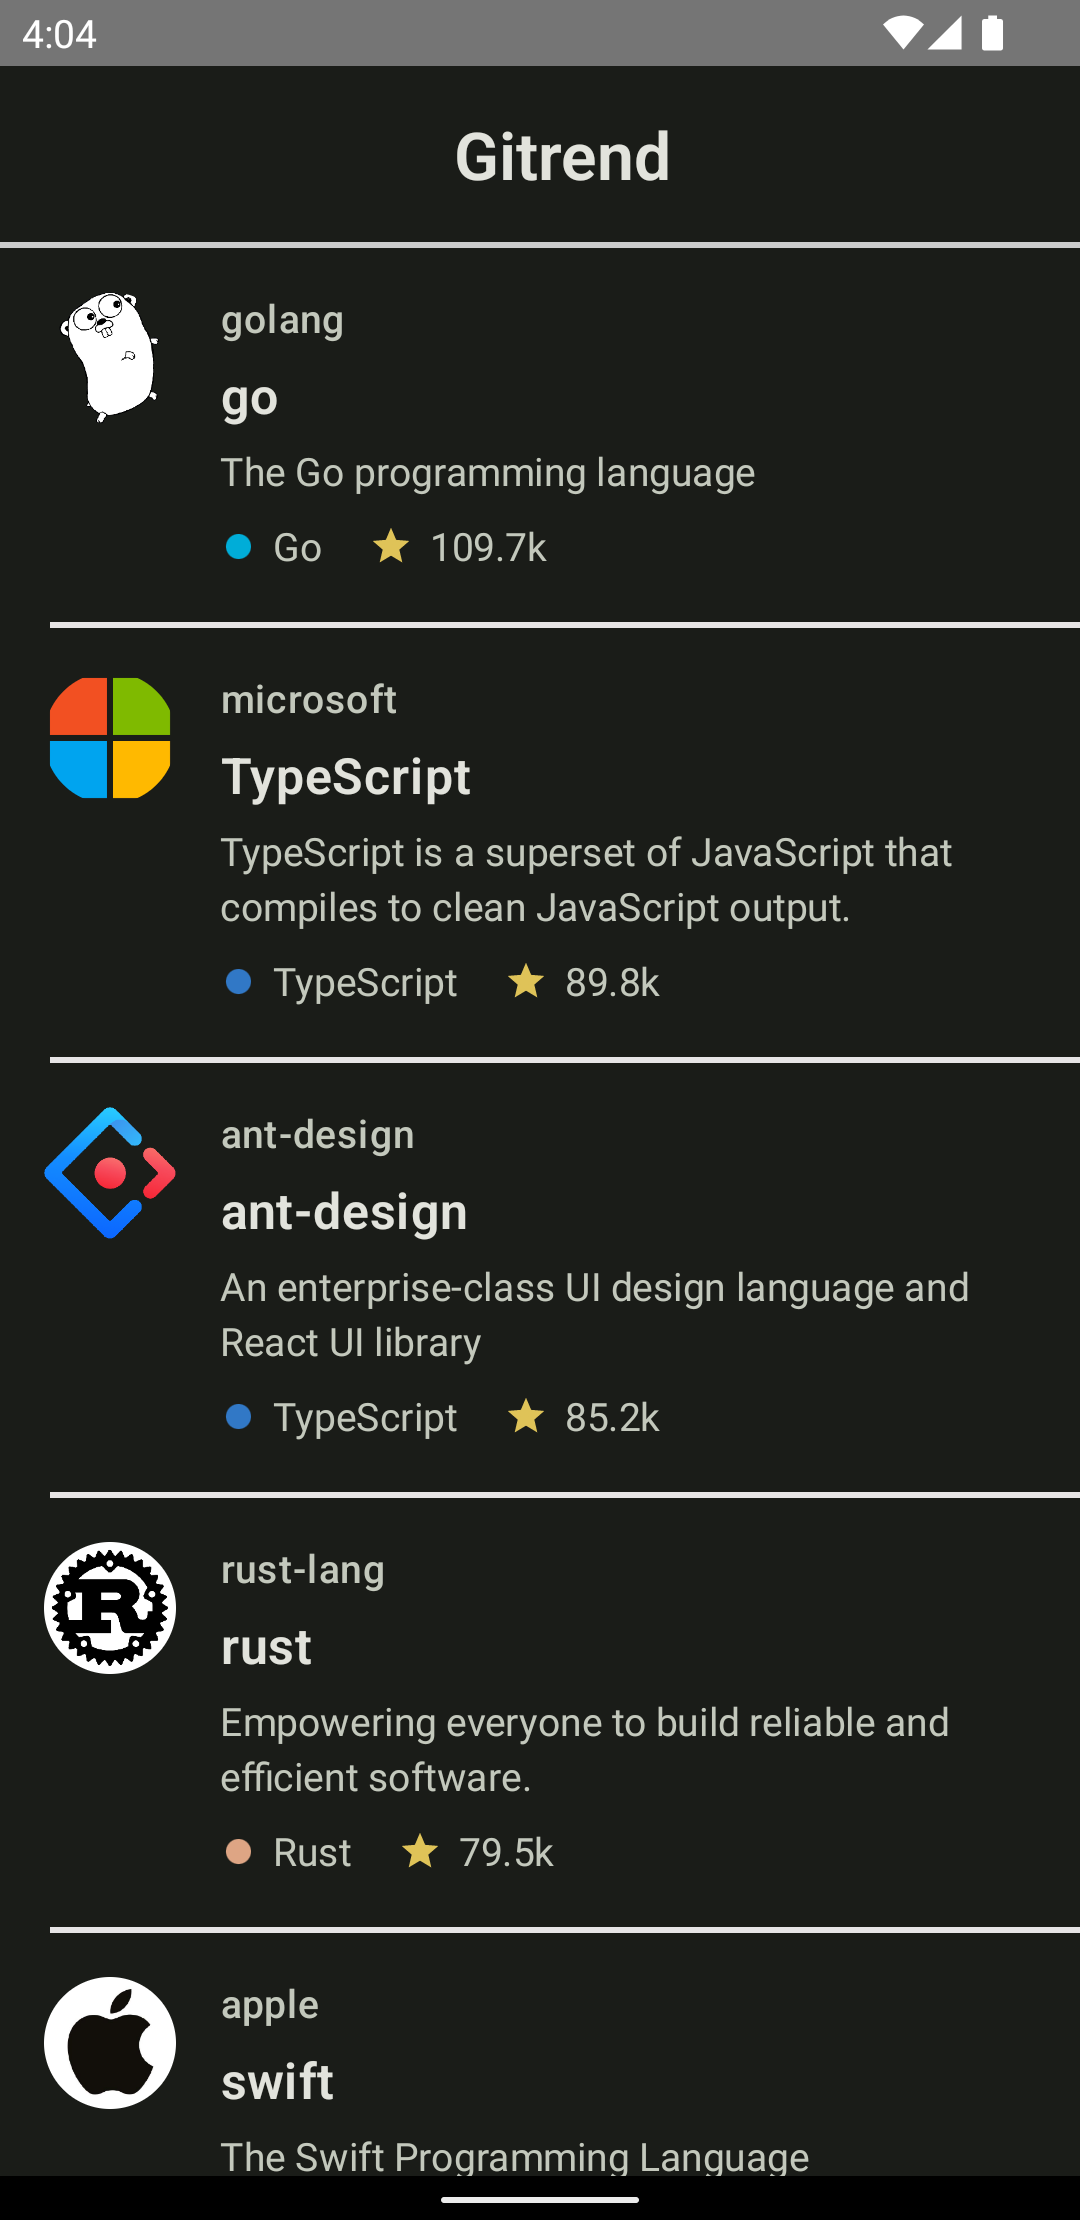 4:04
Gitrend
golang
go
The Go programming language
Go 109.7k
microsoft
TypeScript
TypeScript is a superset of JavaScript that
compiles to clean JavaScript output.
TypeScript 89.8k
ant-design
ant-design
An enterprise-class UI design language and
React UI library
TypeScript 85.2k
rust-lang
R
rust
Empowering everyone to build reliable and
efficient software.
Rust 79.5k
apple
swift
The Swift Programming Language